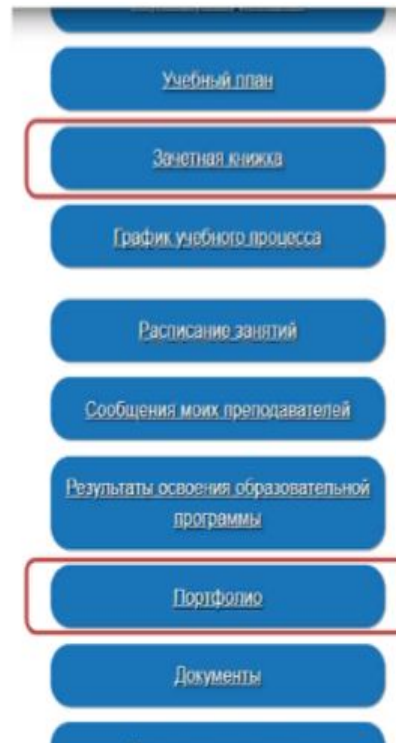 Учебный план
Зачетная книжка
График учебного процесса
Расписание занятий
Сообщения моих преподавателей
Результаты освоения образовательной
программы
Портфолио
Документы